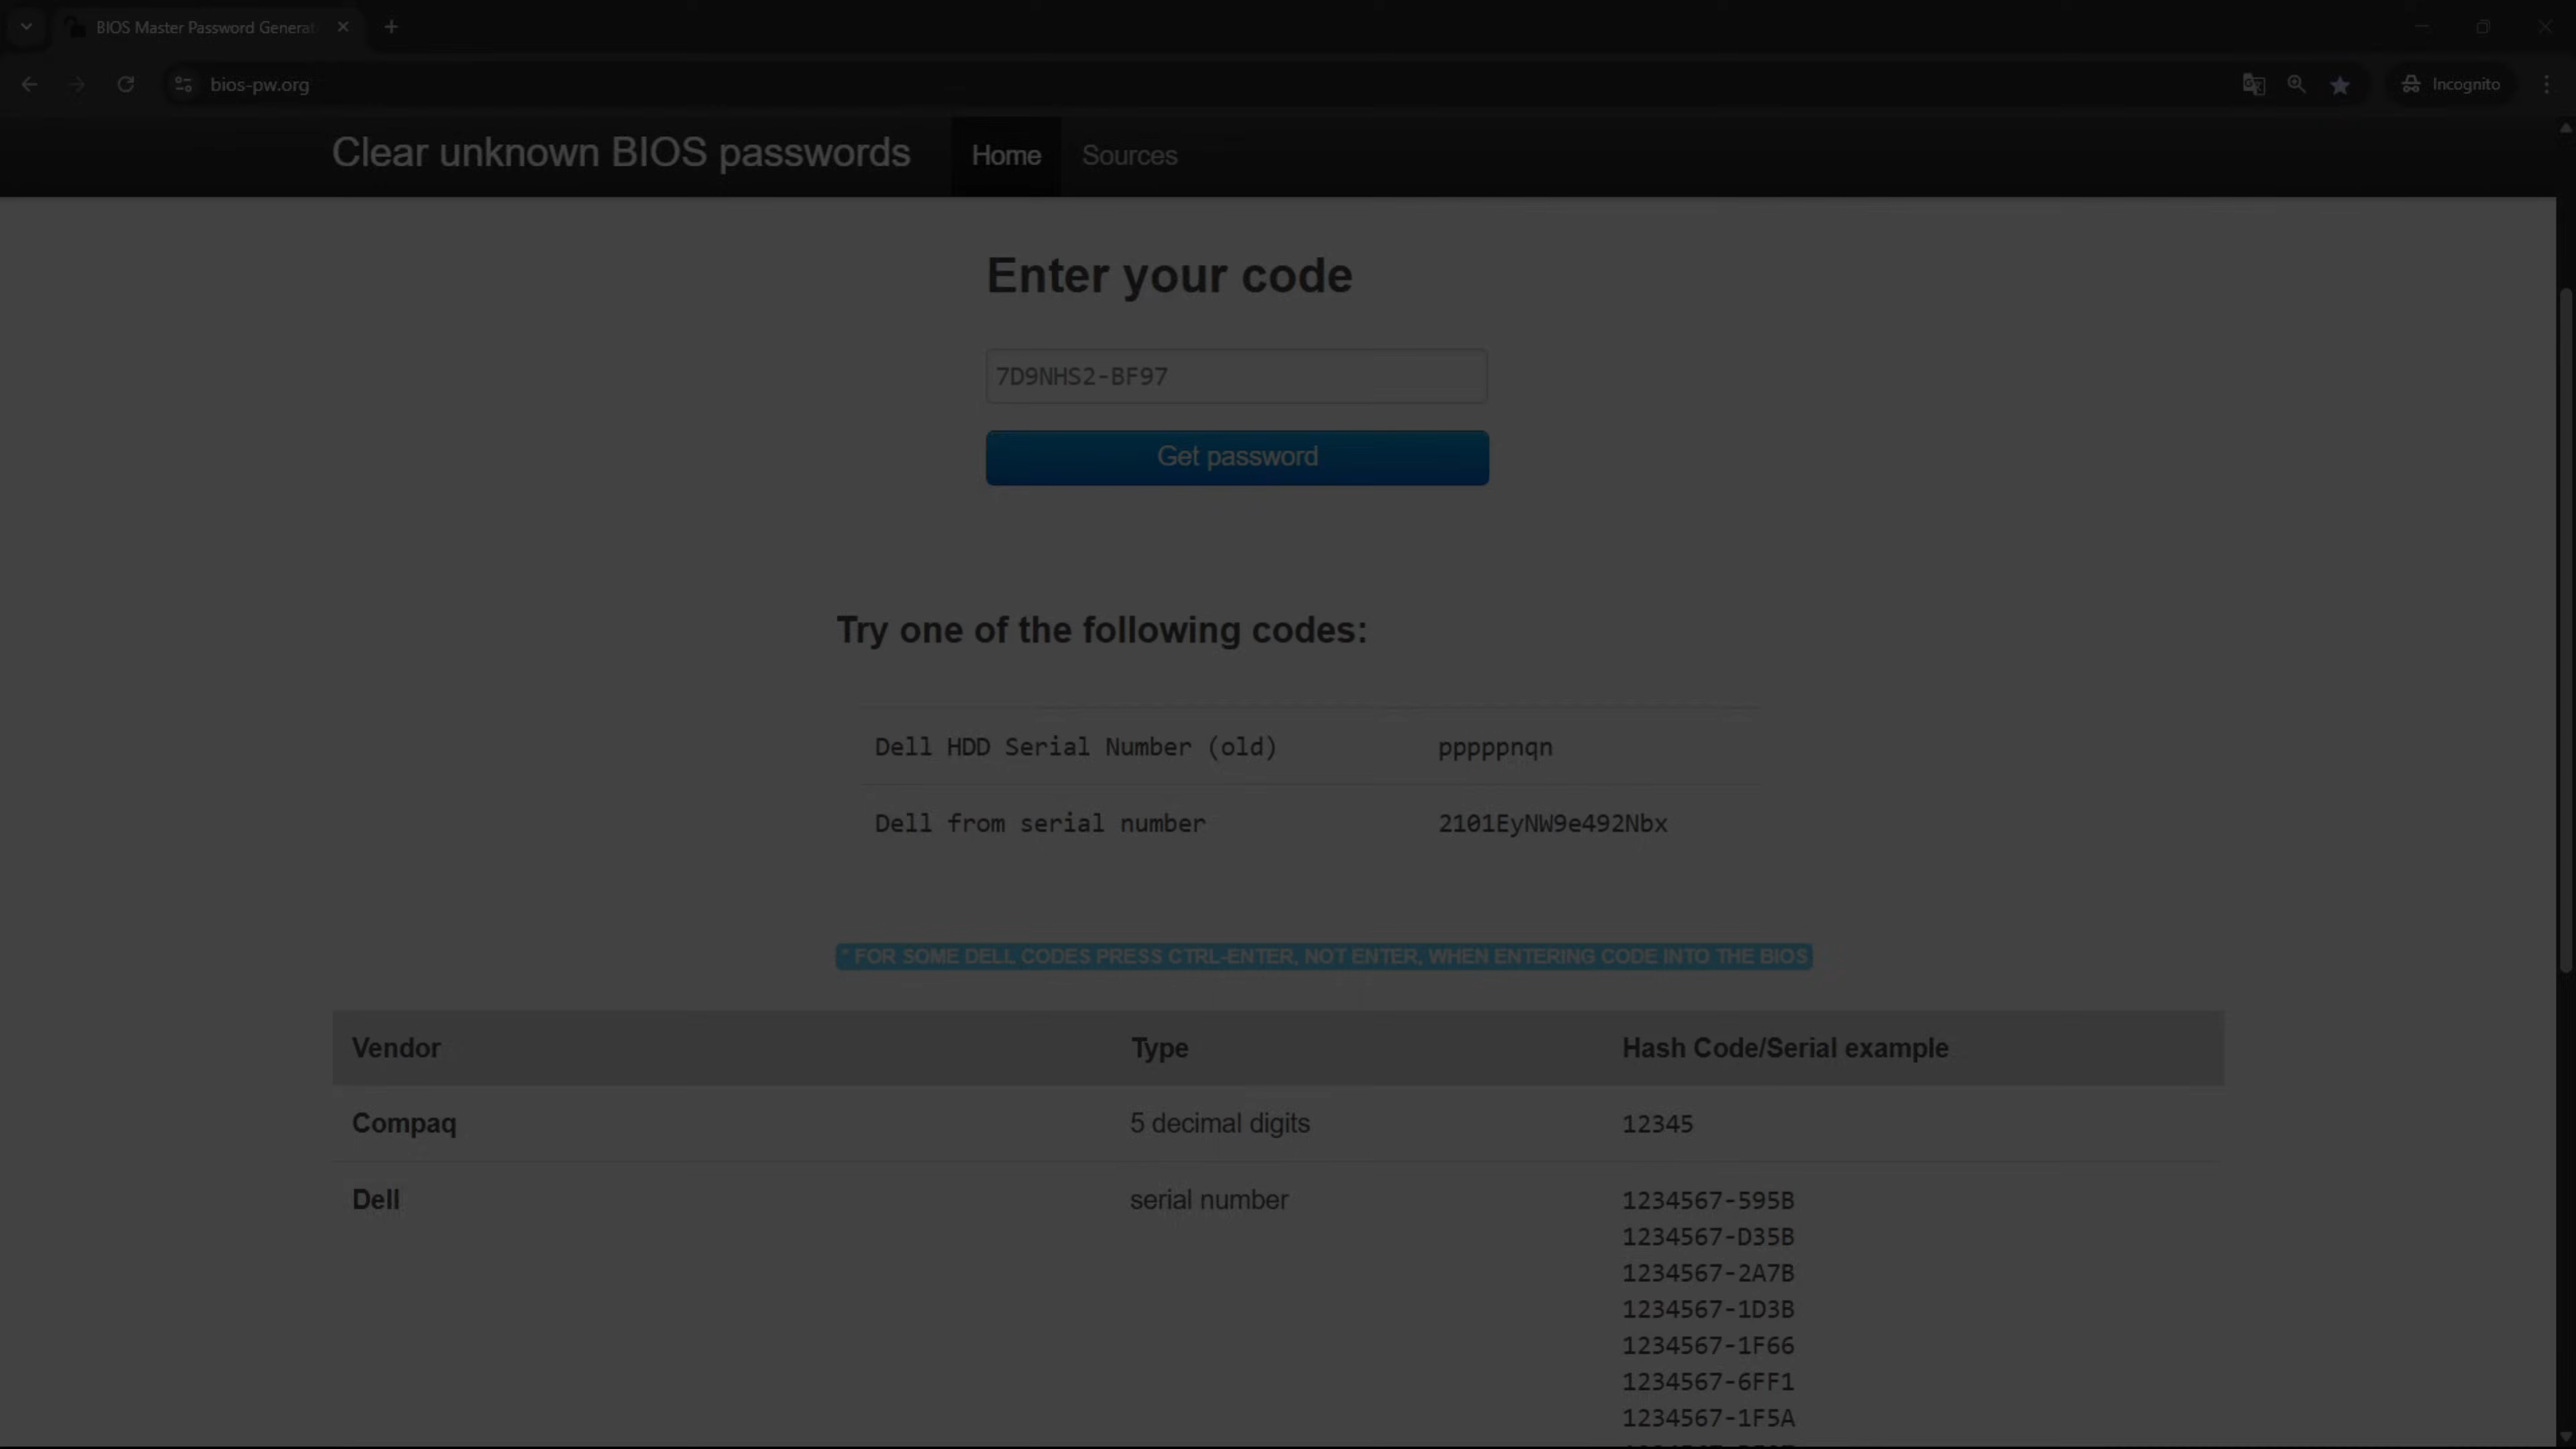 BIOS Master Password Generat
bios-pw.org
Incognito
Clear unknown BIOS passwords
Home
Sources
Enter your code
7D9NHS2-BF97
Get password
Try one of the following codes:
Dell HDD Serial Number (old) pppppnqn
Dell from serial number 2101EyNW9e492Nbx
* FOR SOME DELL CODES PRESS CTRL-ENTER, NOT ENTER, WHEN ENTERING CODE INTO THE BIOS
Vendor Type Hash Code/Serial example
Compaq 5 decimal digits 12345
Dell serial number 1234567-595B
1234567-D35B
1234567-2A7B
1234567-1D3B
1234567-1F66
1234567-6FF1
1234567-1F5A